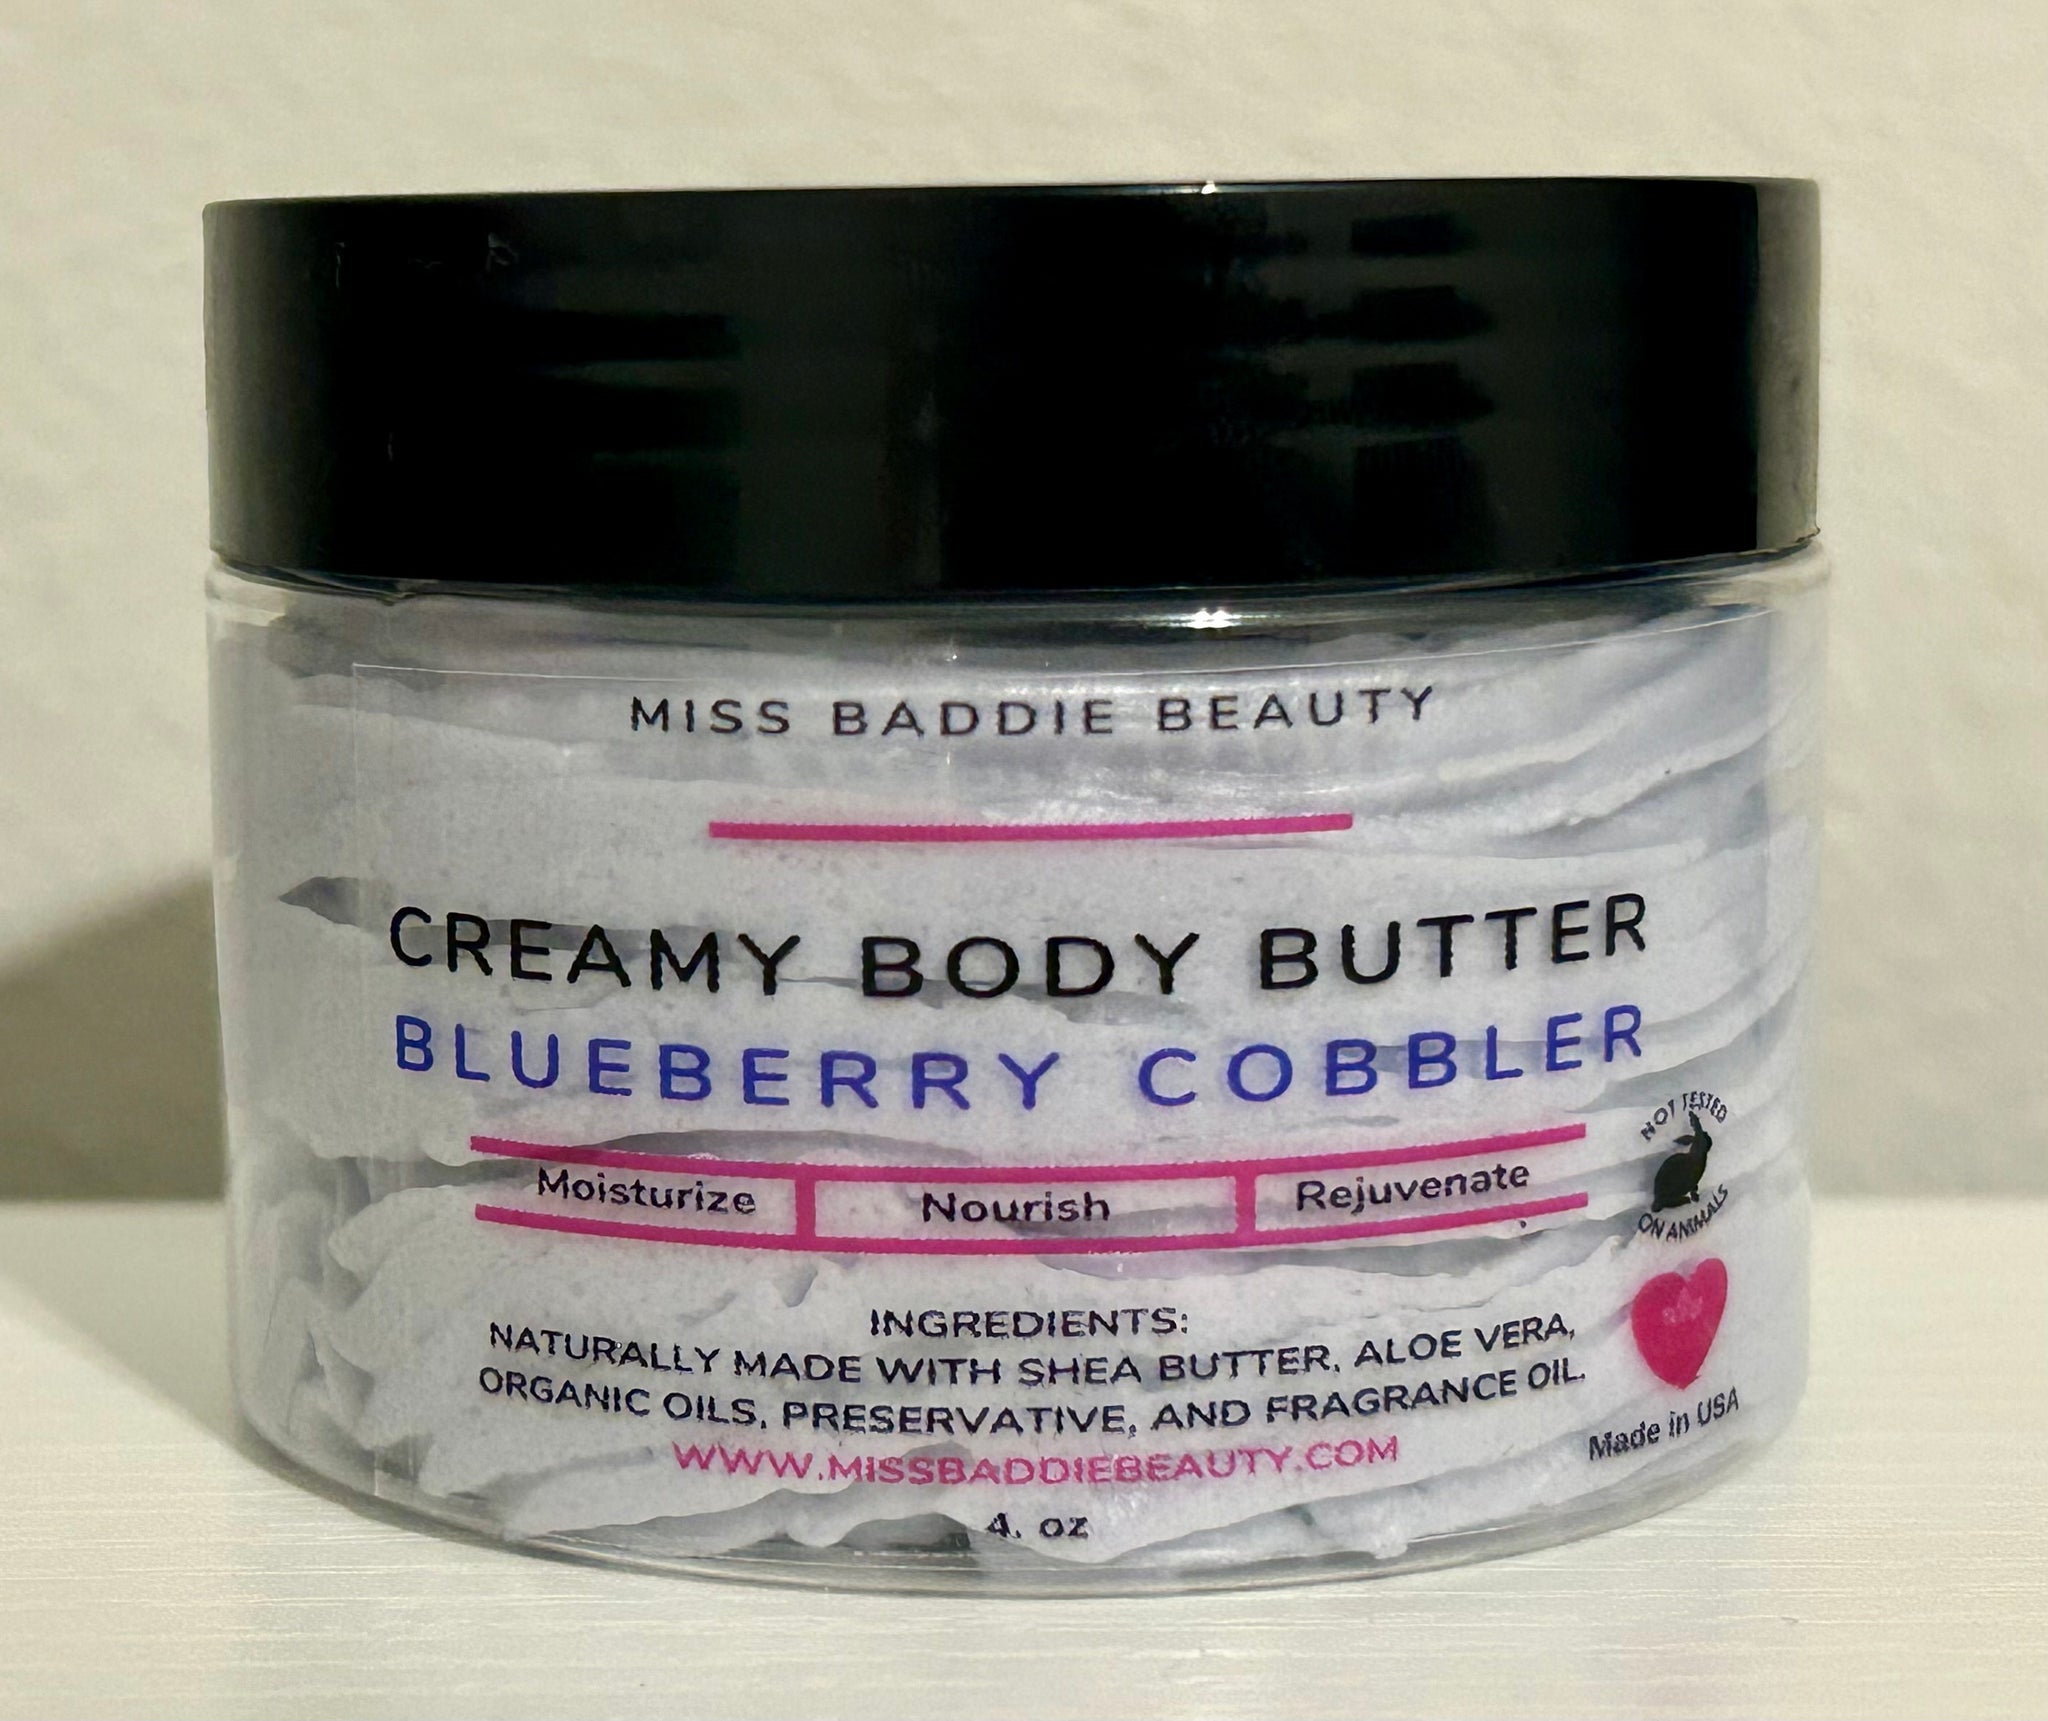 MISS BADDIE BEAUTY
CREAMY BODY BUTTER
BLUEBERRY COBBLER
NOT TESTED
ON ANIMALS
Moisturize
Nourish
Rejuvenate
INGREDIENTS:
NATURALLY MADE WITH SHEA BUTTER, ALOE VERA,
ORGANIC OILS, PRESERVATIVE, AND FRAGRANCE OIL.
Made in USA
WWW.MISSBADDIEBEAUTY.COM
4. oz